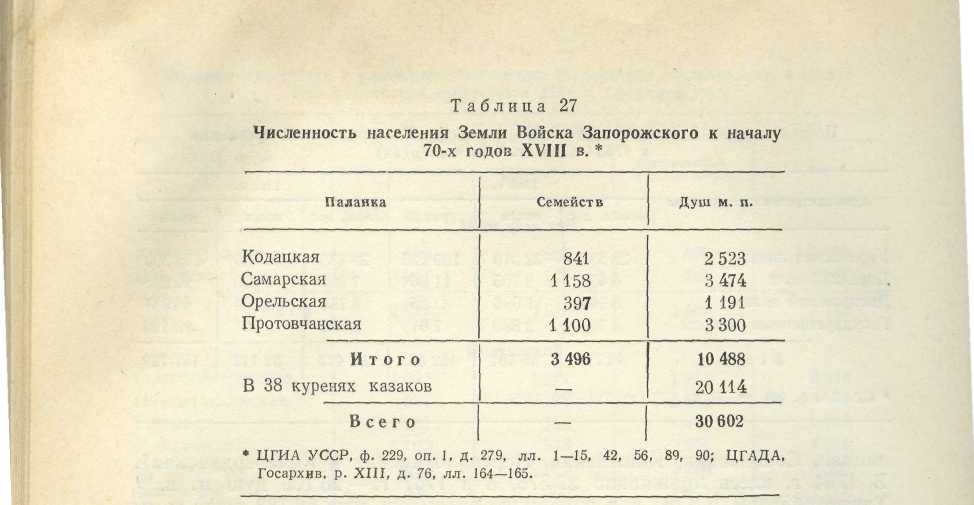 Таблица 27
Численность населения Земли Войска Запорожского к началу
70-х годов XVIII в. *
Паланка Семейств Душ м. п.
Кодацкая 841 2 523
Самарская 1 158 3 474
Орельская 397 1 191
Протовчанская 1 100 3 300
Итого 3 496 10 488
В 38 куренях казаков — 20 114
Всего — 30 602
* ЦГИА УССР, ф. 229, оп. 1, д. 279, лл. 1—15, 42, 56, 89, 90; ЦГАДА,
Госархив, р. XIII, д. 76, лл. 164—165.